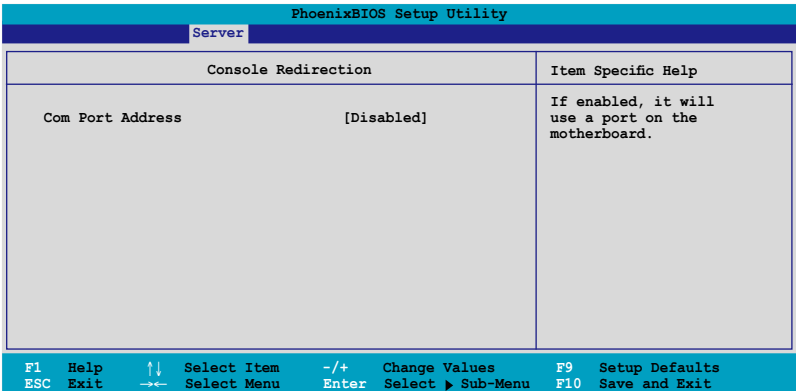 PhoenixBIOS Setup Utility
Server
Console Redirection
Item Specific Help
Com Port Address [Disabled]
If enabled, it will
use a port on the
motherboard.
F1 Help ↑↓ Select Item -/+ Change Values F9 Setup Defaults
ESC Exit →← Select Menu Enter Select ▶ Sub-Menu F10 Save and Exit